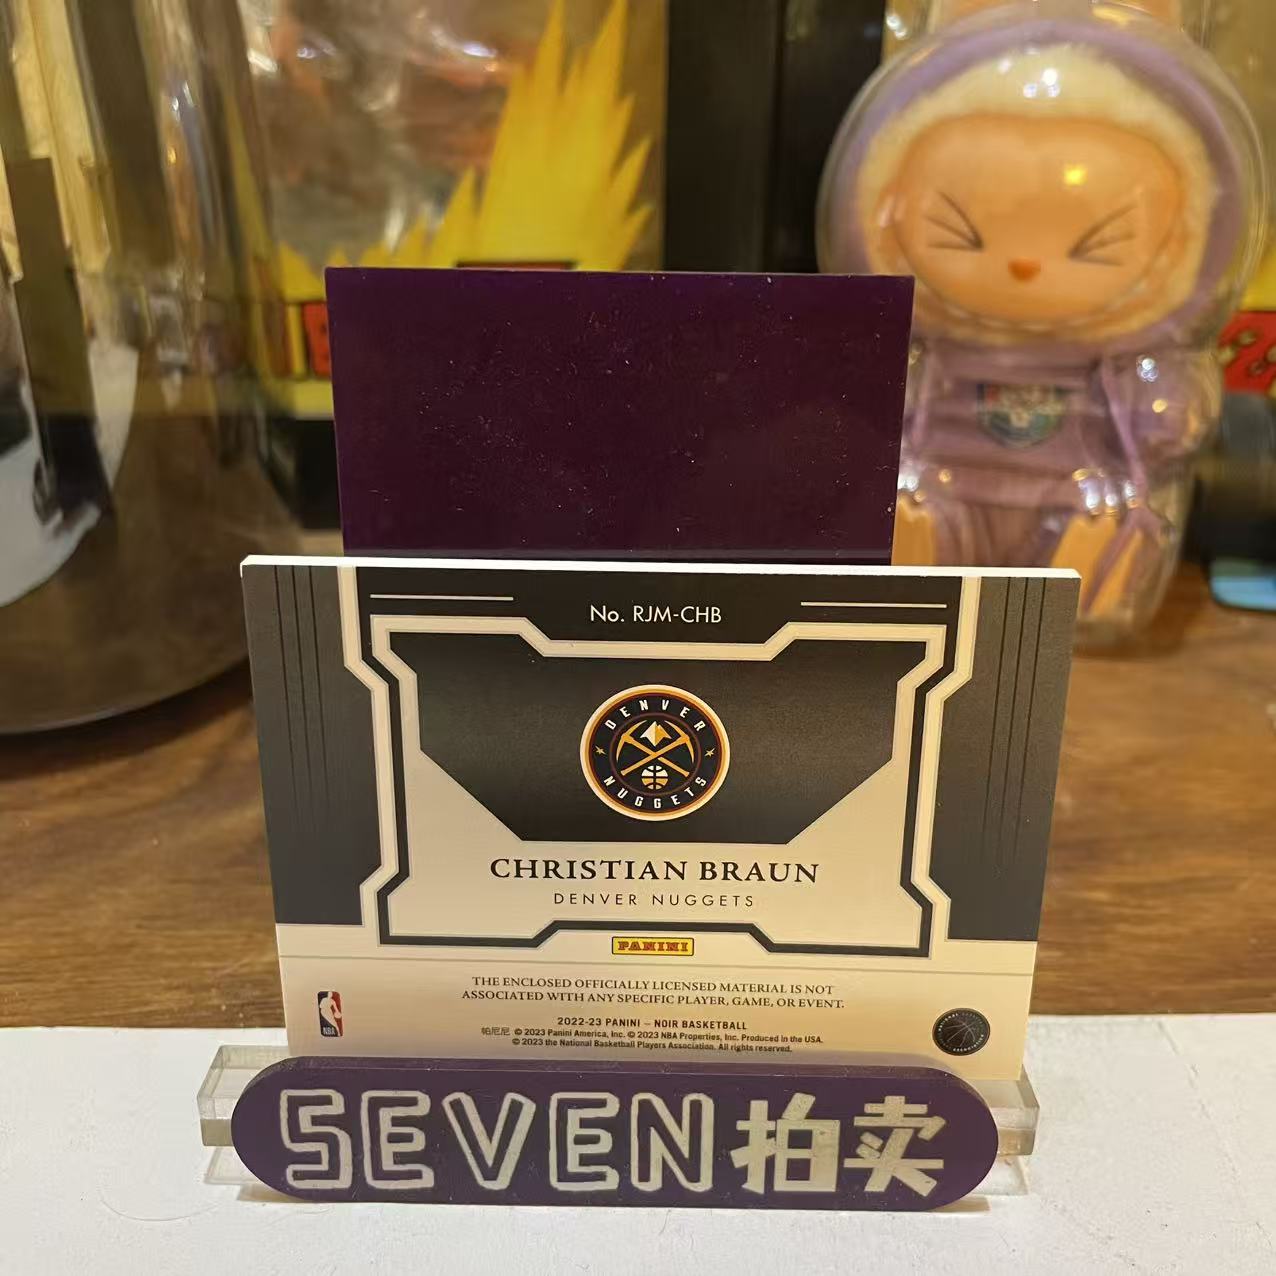 No. RJM-CHB
DENVER
NUGGETS
CHRISTIAN BRAUN
DENVER NUGGETS
PANINI
THE ENCLOSED OFFICIALLY LICENSED MATERIAL IS NOT
ASSOCIATED WITH ANY SPECIFIC PLAYER, GAME, OR EVENT.
2022-23 PANINI – NOIR BASKETBALL
帕尼尼 © 2023 Panini America, Inc. © 2023 NBA Properties, Inc. Produced in the USA.
© 2023 the National Basketball Players Association. All rights reserved.
NBA
SEVEN拍卖